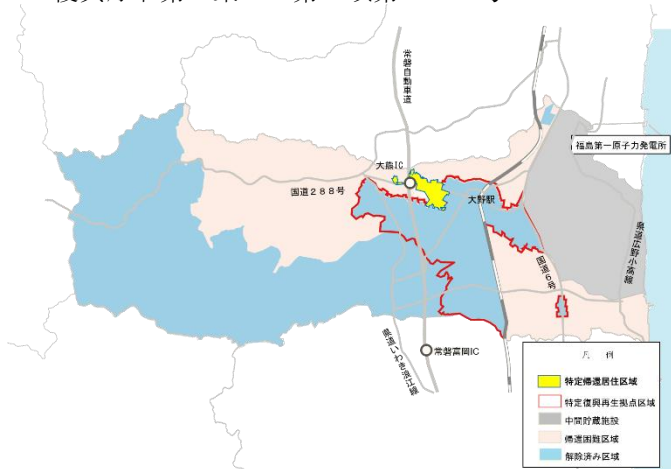 常磐自動車道
福島第一原子力発電所
大熊IC
国道288号
大野駅
県道広野小高線
国道6号
県道いわき浪江線
常磐富岡IC
凡 例
特定帰還居住区域
特定復興再生拠点区域
中間貯蔵施設
帰還困難区域
解除済み区域